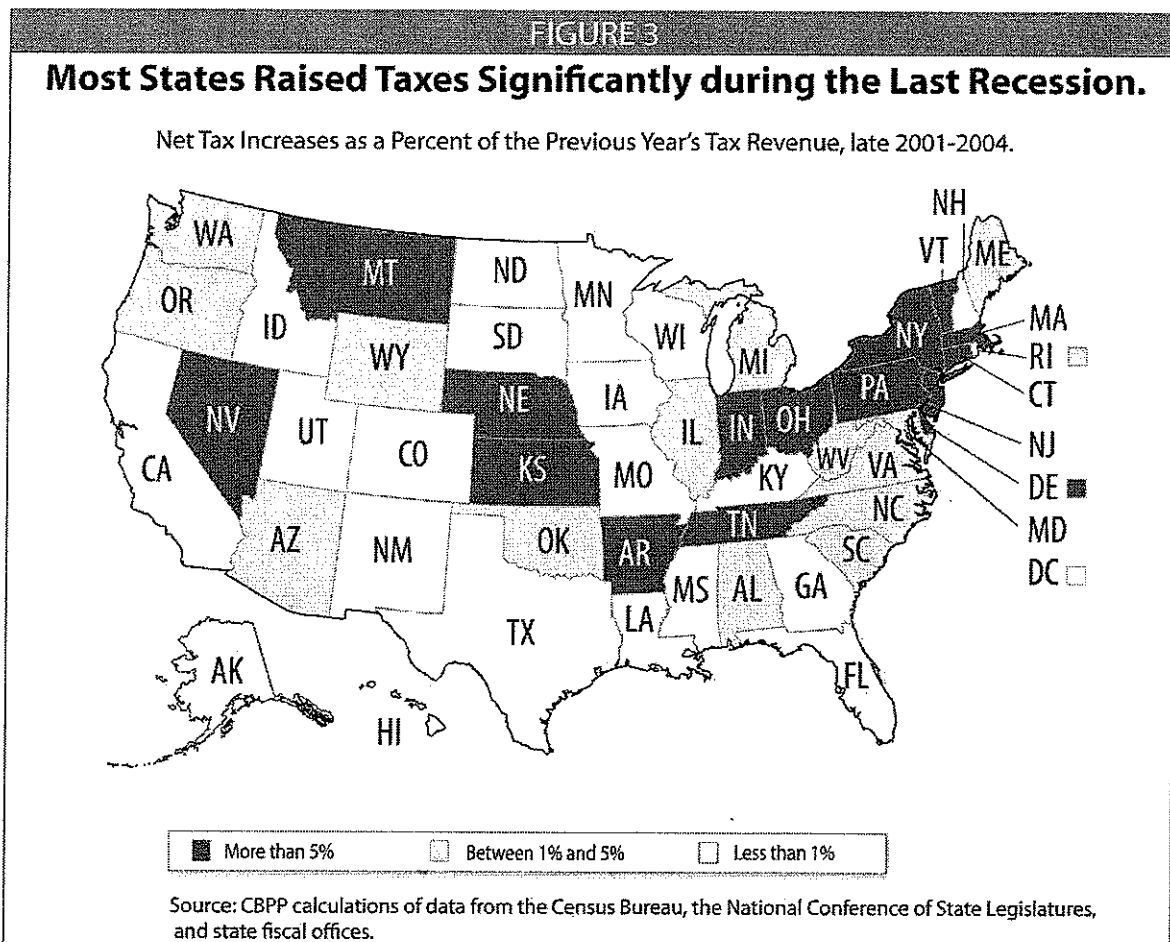 FIGURE 3
Most States Raised Taxes Significantly during the Last Recession.
Net Tax Increases as a Percent of the Previous Year's Tax Revenue, late 2001-2004.
NH
WA
VT
ME
MT
ND
MN
OR
ID
SD
WI
NY
MA
WY
MI
RI
CT
NE
IA
PA
NV
UT
CO
IL
IN
OH
NJ
CA
KS
MO
KY
WV
VA
DE
AZ
NM
OK
AR
TN
NC
MD
SC
DC
MS
AL
GA
TX
LA
AK
FL
HI
More than 5% Between 1% and 5% Less than 1%
Source: CBPP calculations of data from the Census Bureau, the National Conference of State Legislatures,
and state fiscal offices.